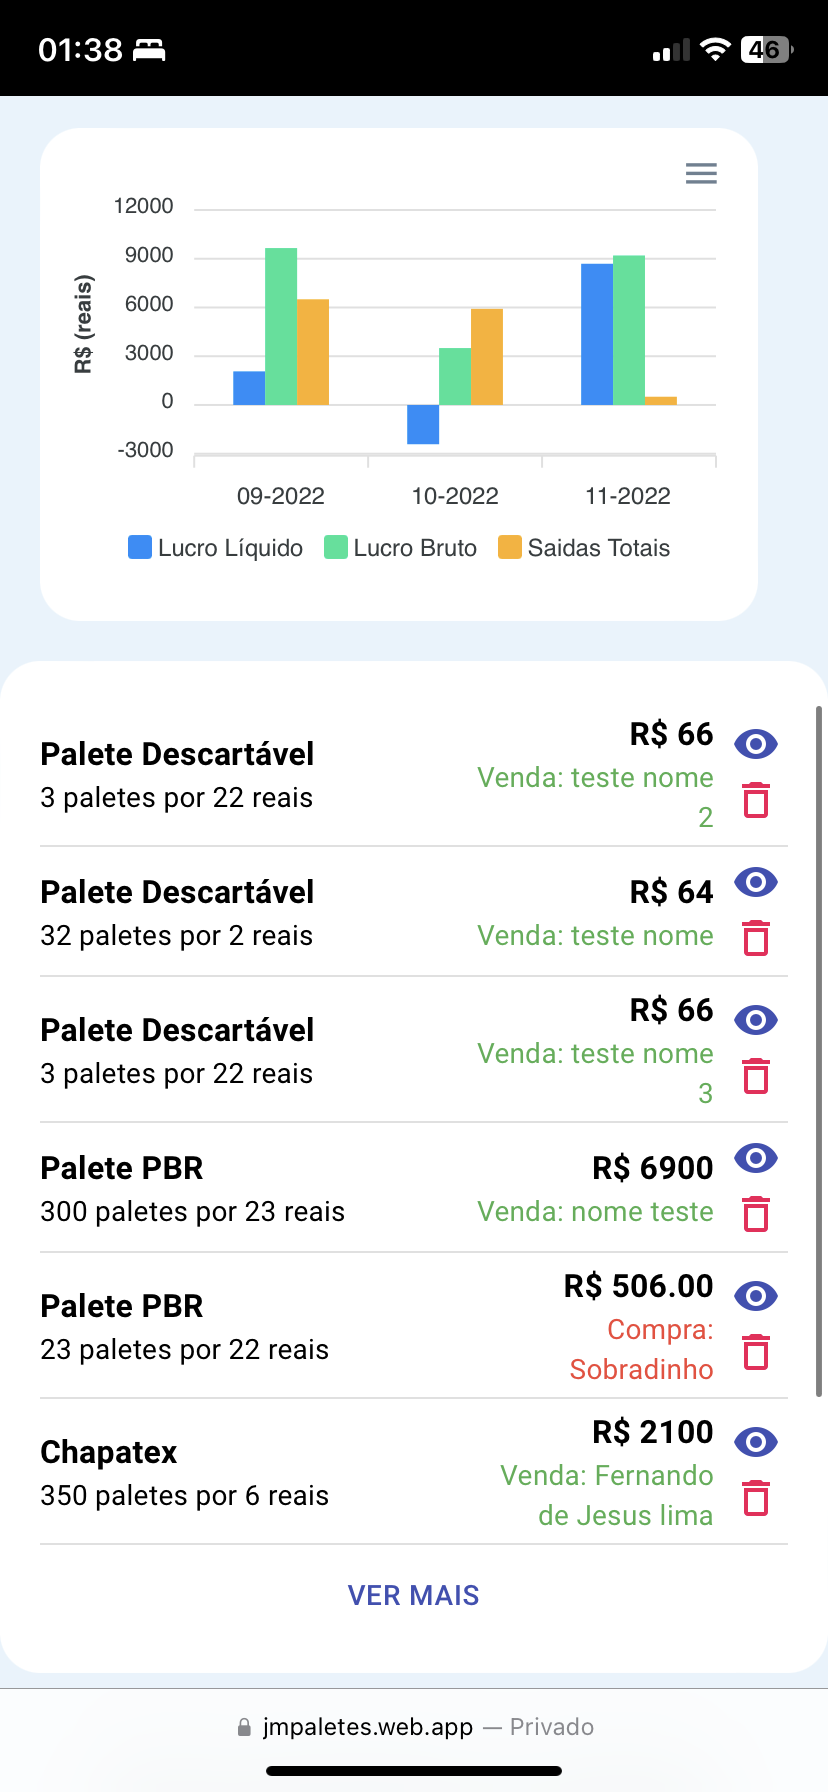 01:38
46
12000
9000
6000
3000
0
-3000
R$ (reais)
09-2022 10-2022 11-2022
Lucro Líquido Lucro Bruto Saidas Totais
Palete Descartável
3 paletes por 22 reais
R$ 66
Venda: teste nome
2
Palete Descartável
32 paletes por 2 reais
R$ 64
Venda: teste nome
Palete Descartável
3 paletes por 22 reais
R$ 66
Venda: teste nome
3
Palete PBR
300 paletes por 23 reais
R$ 6900
Venda: nome teste
Palete PBR
23 paletes por 22 reais
R$ 506.00
Compra:
Sobradinho
Chapatex
350 paletes por 6 reais
R$ 2100
Venda: Fernando
de Jesus lima
VER MAIS
jmpaletes.web.app — Privado